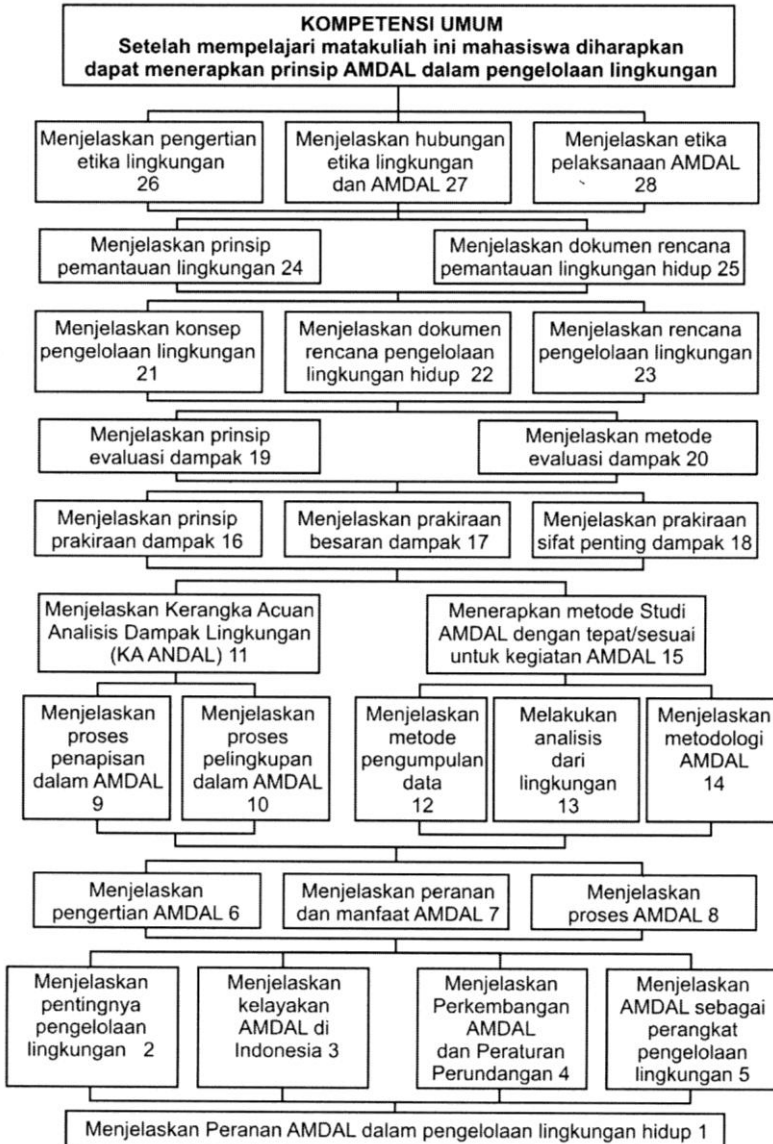 KOMPETENSI UMUM
Setelah mempelajari matakuliah ini mahasiswa diharapkan
dapat menerapkan prinsip AMDAL dalam pengelolaan lingkungan
Menjelaskan pengertian
etika lingkungan
26
Menjelaskan hubungan
etika lingkungan
dan AMDAL 27
Menjelaskan etika
pelaksanaan AMDAL
28
Menjelaskan prinsip
pemantauan lingkungan 24
Menjelaskan dokumen rencana
pemantauan lingkungan hidup 25
Menjelaskan konsep
pengelolaan lingkungan
21
Menjelaskan dokumen
rencana pengelolaan
lingkungan hidup 22
Menjelaskan rencana
pengelolaan lingkungan
23
Menjelaskan prinsip
evaluasi dampak 19
Menjelaskan metode
evaluasi dampak 20
Menjelaskan prinsip
prakiraan dampak 16
Menjelaskan prakiraan
besaran dampak 17
Menjelaskan prakiraan
sifat penting dampak 18
Menjelaskan Kerangka Acuan
Analisis Dampak Lingkungan
(KA ANDAL) 11
Menerapkan metode Studi
AMDAL dengan tepat/sesuai
untuk kegiatan AMDAL 15
Menjelaskan
proses
penapisan
dalam AMDAL
9
Menjelaskan
proses
pelingkupan
dalam AMDAL
10
Menjelaskan
metode
pengumpulan
data
12
Melakukan
analisis
dari
lingkungan
13
Menjelaskan
metodologi
AMDAL
14
Menjelaskan
pengertian AMDAL 6
Menjelaskan peranan
dan manfaat AMDAL 7
Menjelaskan
proses AMDAL 8
Menjelaskan
pentingnya
pengelolaan
lingkungan 2
Menjelaskan
kelayakan
AMDAL di
Indonesia 3
Menjelaskan
Perkembangan
AMDAL
dan Peraturan
Perundangan 4
Menjelaskan
AMDAL sebagai
perangkat
pengelolaan
lingkungan 5
Menjelaskan Peranan AMDAL dalam pengelolaan lingkungan hidup 1